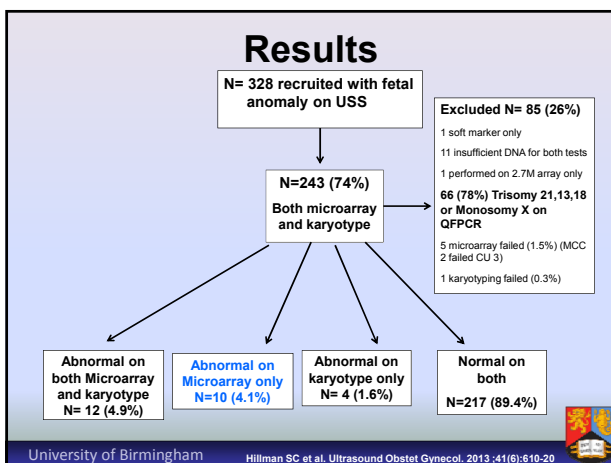 Results
N= 328 recruited with fetal
anomaly on USS
Excluded N= 85 (26%)
1 soft marker only
11 insufficient DNA for both tests
1 performed on 2.7M array only
66 (78%) Trisomy 21,13,18
or Monosomy X on
QFPCR
5 microarray failed (1.5%) (MCC
2 failed CU 3)
1 karyotyping failed (0.3%)
N=243 (74%)
Both microarray
and karyotype
Abnormal on
both Microarray
and karyotype
N= 12 (4.9%)
Abnormal on
Microarray only
N=10 (4.1%)
Abnormal on
karyotype only
N= 4 (1.6%)
Normal on
both
N=217 (89.4%)
University of Birmingham
Hillman SC et al. Ultrasound Obstet Gynecol. 2013 ;41(6):610-20